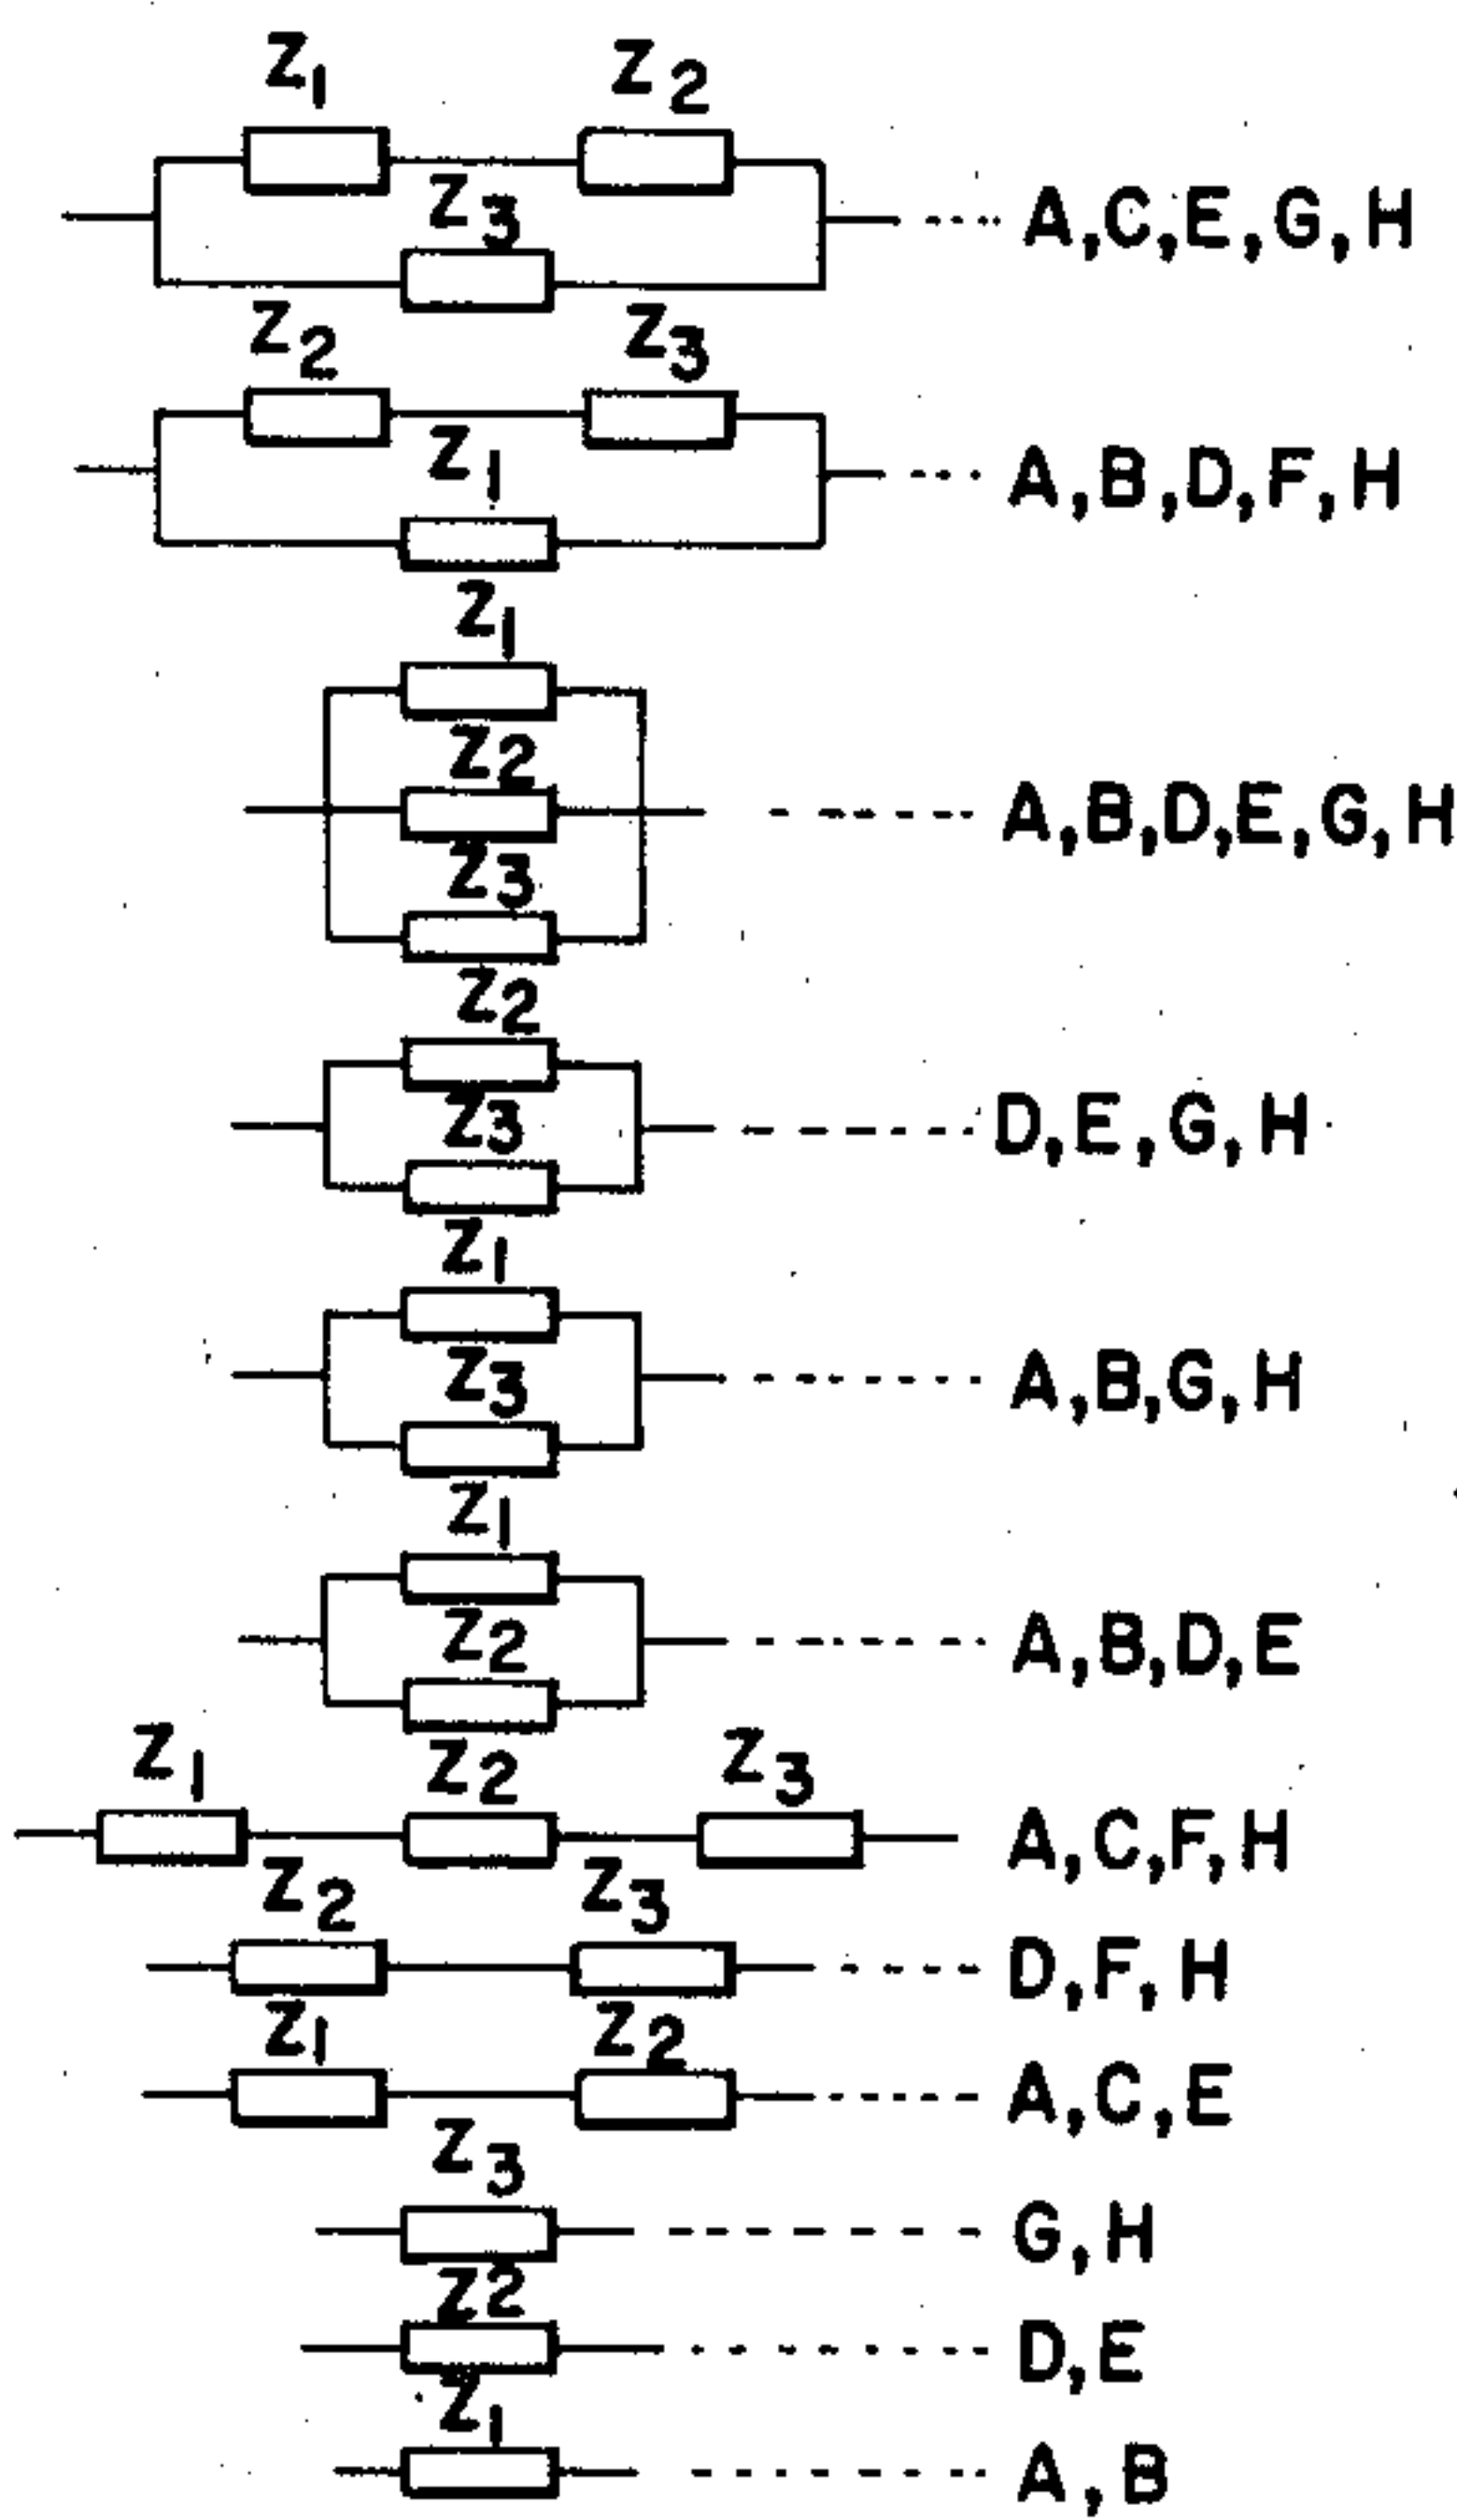 Z1 Z2
Z3 A,C,E,G,H
Z2 Z3
Z1 A,B,D,F,H
Z1
Z2 A,B,D,E,G,H
Z3
Z2
Z3 D,E,G,H
Z1
Z3 A,B,G,H
Z1
Z2 A,B,D,E
Z1 Z2 Z3
A,C,F,H
Z2 Z3
D,F,H
Z1 Z2
A,C,E
Z3
G,H
Z2
D,E
Z1
A,B